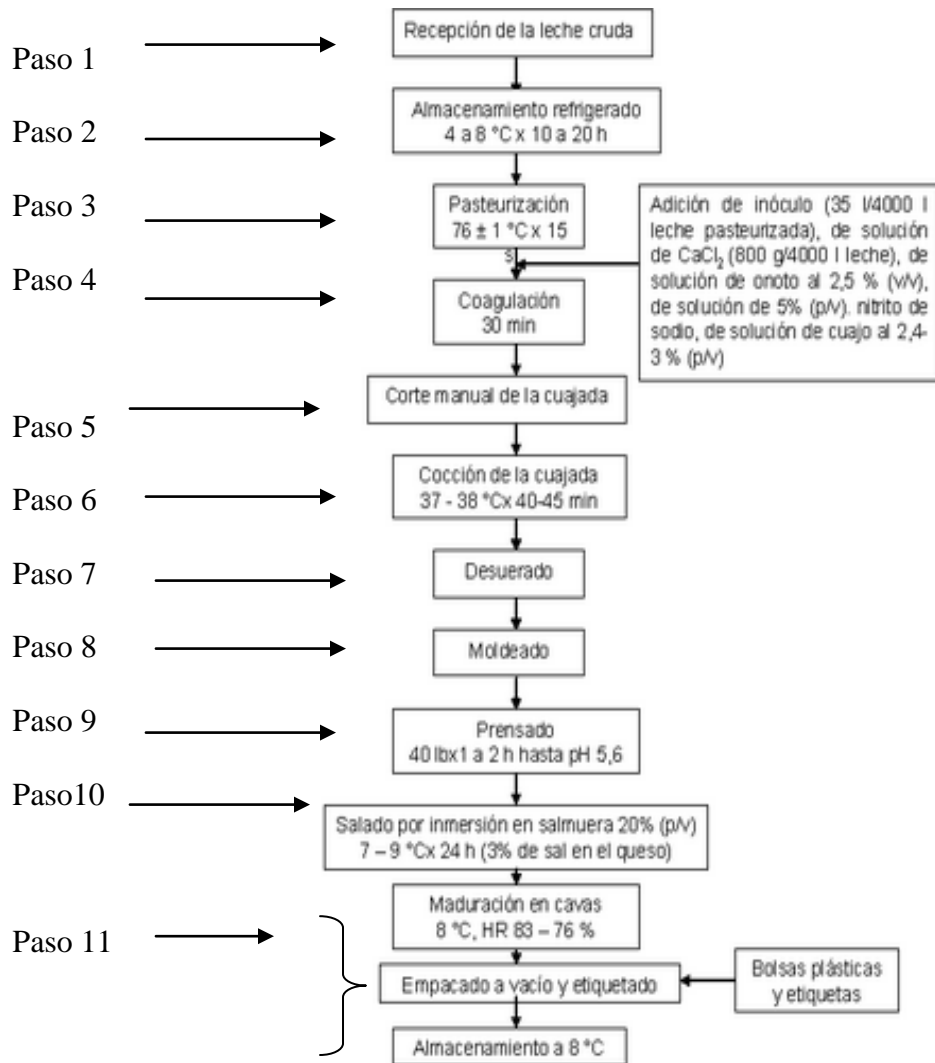 Recepción de la leche cruda
Paso 1
Almacenamiento refrigerado
4 a 8 °C x 10 a 20 h
Paso 2
Paso 3
Pasteurización
76 ± 1 °C x 15
s
Adición de inóculo (35 l/4000 l
leche pasteurizada), de solución
de CaCl₂ (800 g/4000 l leche), de
solución de onoto al 2,5 % (v/v),
de solución de 5% (p/v). nitrito de
sodio, de solución de cuajo al 2,4-
3 % (p/v)
Paso 4
Coagulación
30 min
Corte manual de la cuajada
Paso 5
Cocción de la cuajada
37 - 38 °Cx 40-45 min
Paso 6
Paso 7
Desuerado
Paso 8
Moldeado
Paso 9
Prensado
40 lbx1 a 2 h hasta pH 5,6
Paso10
Salado por inmersión en salmuera 20% (p/v)
7 – 9 °Cx 24 h (3% de sal en el queso)
Maduración en cavas
8 °C, HR 83 – 76 %
Paso 11
Empacado a vacío y etiquetado
Bolsas plásticas
y etiquetas
Almacenamiento a 8 °C